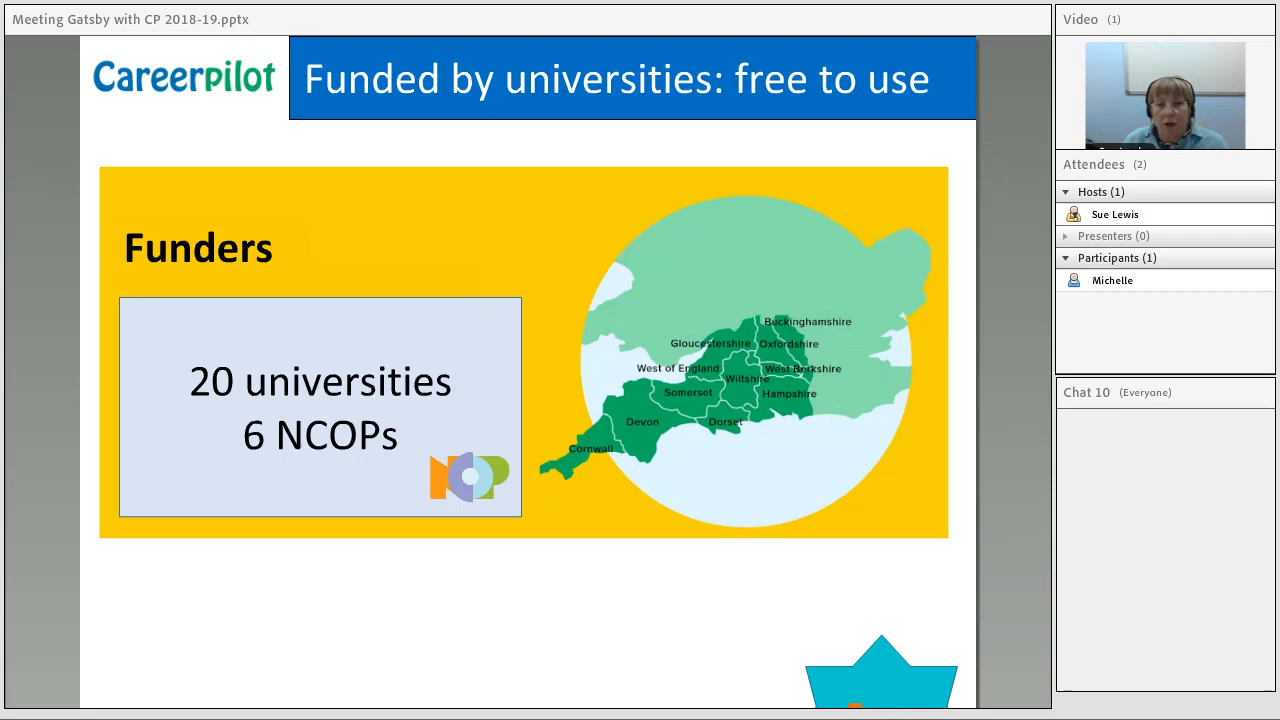 Meeting Gatsby with CP 2018-19.pptx
Careerpilot
Funded by universities: free to use
Funders
20 universities
6 NCOPs
NCOP
Buckinghamshire
Gloucestershire
Oxfordshire
West of England
West Berkshire
Wiltshire
Somerset
Hampshire
Devon
Dorset
Cornwall
Video (1)
Attendees (2)
Hosts (1)
Sue Lewis
Presenters (0)
Participants (1)
Michelle
Chat 10 (Everyone)